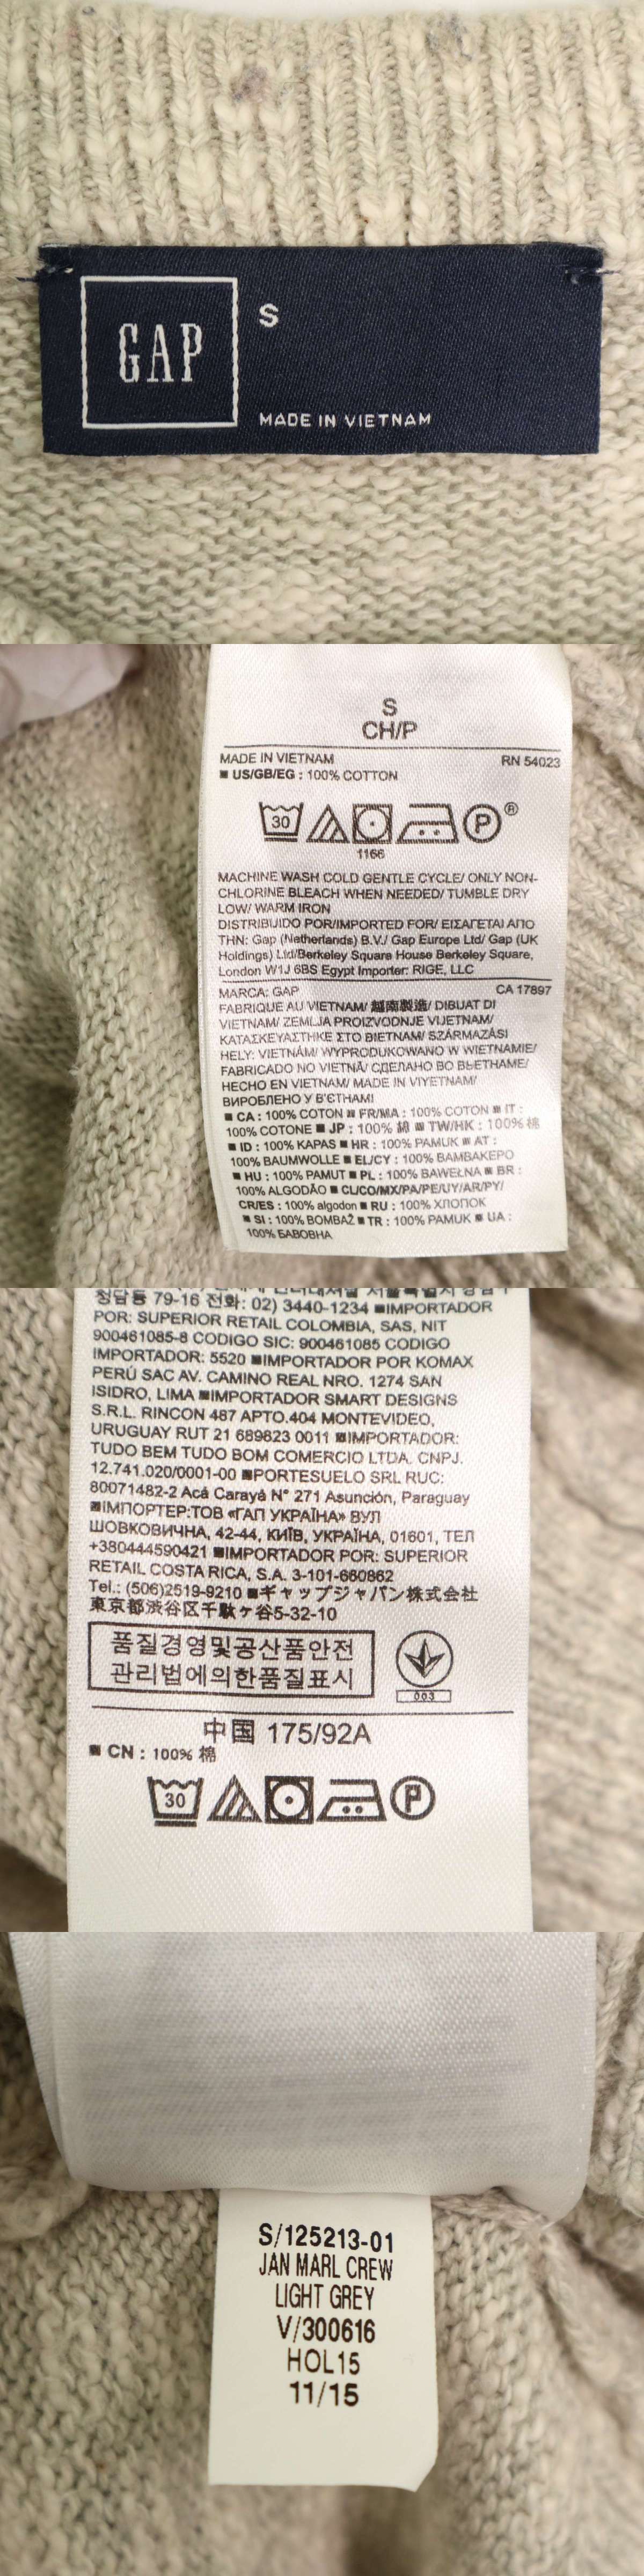 GAP
S
MADE IN VIETNAM
S
CH/P
MADE IN VIETNAM RN 54023
■ US/GB/EG : 100% COTTON
30 P ®
1166
MACHINE WASH COLD GENTLE CYCLE/ ONLY NON-
CHLORINE BLEACH WHEN NEEDED/ TUMBLE DRY
LOW/ WARM IRON
DISTRIBUIDO POR/IMPORTED FOR/ ΕΙΣΑΓΕΤΑΙ ΑΠΟ
ΤΗΝ: Gap (Netherlands) B.V./ Gap Europe Ltd/ Gap (UK
Holdings) Ltd/Berkeley Square House Berkeley Square,
London W1J 6BS Egypt Importer: RIGE, LLC
MARCA: GAP CA 17897
FABRIQUE AU VIETNAM/ 越南製造/ DIBUAT DI
VIETNAM/ ZEMLJA PROIZVODNJE VIJETNAM/
ΚΑΤΑΣΚΕΥΑΣΤΗΚΕ ΣΤΟ ΒΙΕΤΝΑΜ/ SZÁRMAZÁSI
HELY: VIETNÁM/ WYPRODUKOWANO W WIETNAMIE/
FABRICADO NO VIETNÃ/ СДЕЛАНО ВО ВЬЕТНАМЕ/
HECHO EN VIETNAM/ MADE IN VIYETNAM/
ВИРОБЛЕНО У В'ЄТНАМІ
■ CA : 100% COTON ■ FR/MA : 100% COTON ■ IT :
100% COTONE ■ JP : 100% 綿 ■ TW/HK : 100% 棉
■ ID : 100% KAPAS ■ HR : 100% PAMUK ■ AT :
100% BAUMWOLLE ■ EL/CY : 100% ΒΑΜΒΑΚΕΡΟ
■ HU : 100% PAMUT ■ PL : 100% BAWEŁNA ■ BR :
100% ALGODÃO ■ CL/CO/MX/PA/PE/UY/AR/PY/
CR/ES : 100% algodon ■ RU : 100% ХЛОПОК
■ SI : 100% BOMBAŽ ■ TR : 100% PAMUK ■ UA :
100% БАВОВНА
청담동 79-16 전화: 02) 3440-1234 ■IMPORTADOR
POR: SUPERIOR RETAIL COLOMBIA, SAS, NIT
900461085-8 CODIGO SIC: 900461085 CODIGO
IMPORTADOR: 5520 ■IMPORTADOR POR KOMAX
PERÚ SAC AV. CAMINO REAL NRO. 1274 SAN
ISIDRO, LIMA ■IMPORTADOR SMART DESIGNS
S.R.L. RINCON 487 APTO.404 MONTEVIDEO,
URUGUAY RUT 21 689823 0011 ■IMPORTADOR:
TUDO BEM TUDO BOM COMERCIO LTDA. CNPJ.
12.741.020/0001-00 ■PORTESUELO SRL RUC:
80071482-2 Acá Carayá N° 271 Asunción, Paraguay
■ІМПОРТЕР:ТОВ «ГАП УКРАЇНА» ВУЛ
ШОВКОВИЧНА, 42-44, КИЇВ, УКРАЇНА, 01601, ТЕЛ
+380444590421 ■IMPORTADOR POR: SUPERIOR
RETAIL COSTA RICA, S.A. 3-101-660862
Tel.: (506)2519-9210 ■ギャップジャパン株式会社
東京都渋谷区千駄ヶ谷5-32-10
품질경영및공산품안전
관리법에의한품질표시
003
中国 175/92A
■ CN : 100% 棉
30 P
S/125213-01
JAN MARL CREW
LIGHT GREY
V/300616
HOL15
11/15